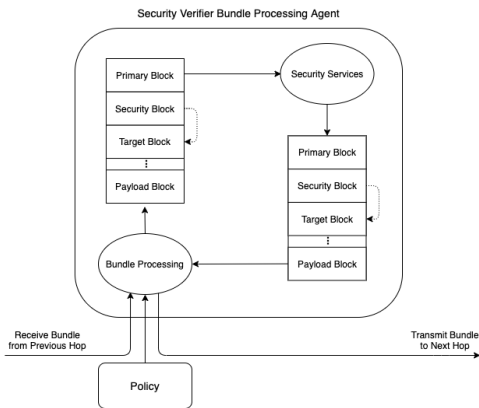 Security Verifier Bundle Processing Agent
Primary Block
Security Block
Target Block
⋮
Payload Block
Security Services
Primary Block
Security Block
Target Block
⋮
Payload Block
Bundle Processing
Receive Bundle
from Previous Hop
Transmit Bundle
to Next Hop
Policy